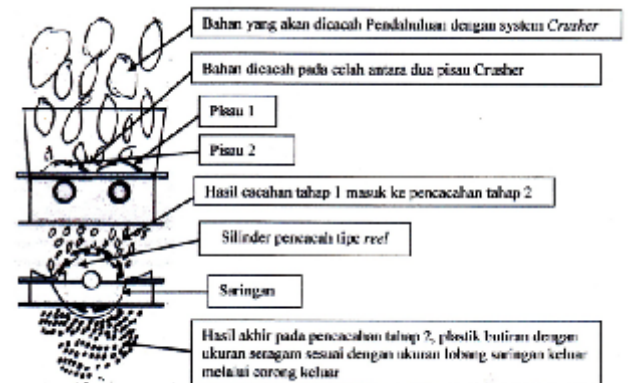 Bahan yang akan dicacah Pendahuluan dengan system Crusher
Bahan dicacah pada celah antara dua pisau Crusher
Pisau 1
Pisau 2
Hasil cacahan tahap 1 masuk ke pencacahan tahap 2
Silinder pencacah tipe reef
Saringan
Hasil akhir pada pencacahan tahap 2, plastik butiran dengan
ukuran seragam sesuai dengan ukuran lobang saringan keluar
melalui corong keluar